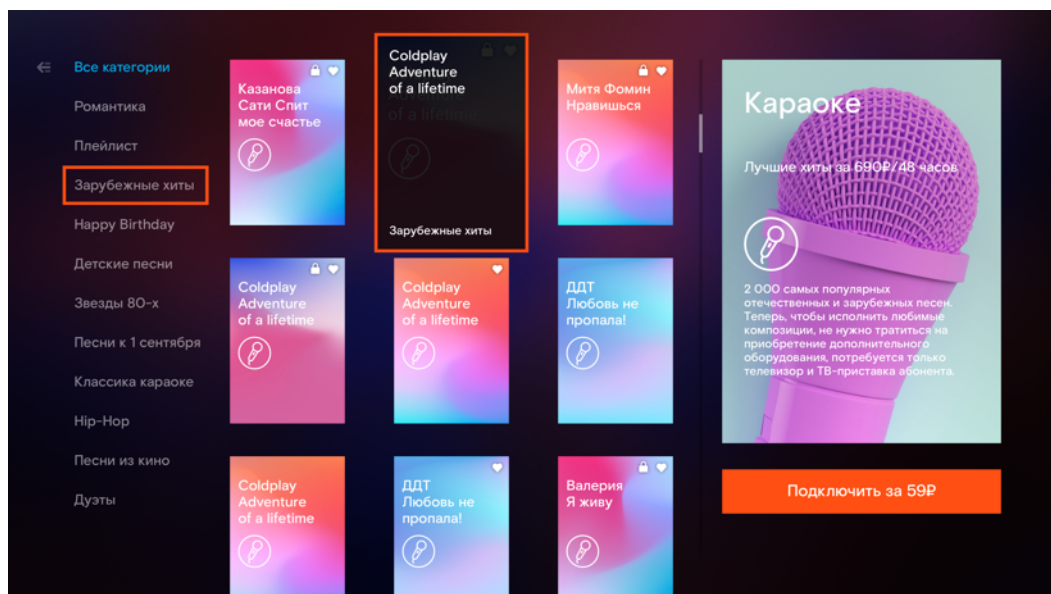 Все категории
Романтика
Плейлист
Зарубежные хиты
Happy Birthday
Детские песни
Звезды 80-х
Песни к 1 сентября
Классика караоке
Hip-Hop
Песни из кино
Дуэты
Казанова
Сати Спит
мое счастье
Coldplay
Adventure
of a lifetime
Adventure
of a lifetime
Зарубежные хиты
Митя Фомин
Нравишься
Coldplay
Adventure
of a lifetime
Coldplay
Adventure
of a lifetime
ДДТ
Любовь не
пропала!
Coldplay
Adventure
of a lifetime
ДДТ
Любовь не
пропала!
Валерия
Я живу
Караоке
Лучшие хиты за 690₽/48 часов
2 000 самых популярных
отечественных и зарубежных песен.
Теперь, чтобы исполнить любимые
композиции, не нужно тратиться на
приобретение дополнительного
оборудования, потребуется только
телевизор и ТВ-приставка абонента.
Подключить за 59₽